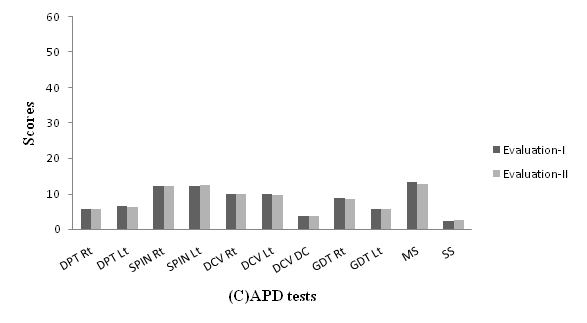 60
50
40
30
20
10
0
Scores
DPT Rt
DPT Lt
SPIN Rt
SPIN Lt
DCV Rt
DCV Lt
DCV DC
GDT Rt
GDT Lt
MS
SS
(C)APD tests
Evaluation-I
Evaluation-II